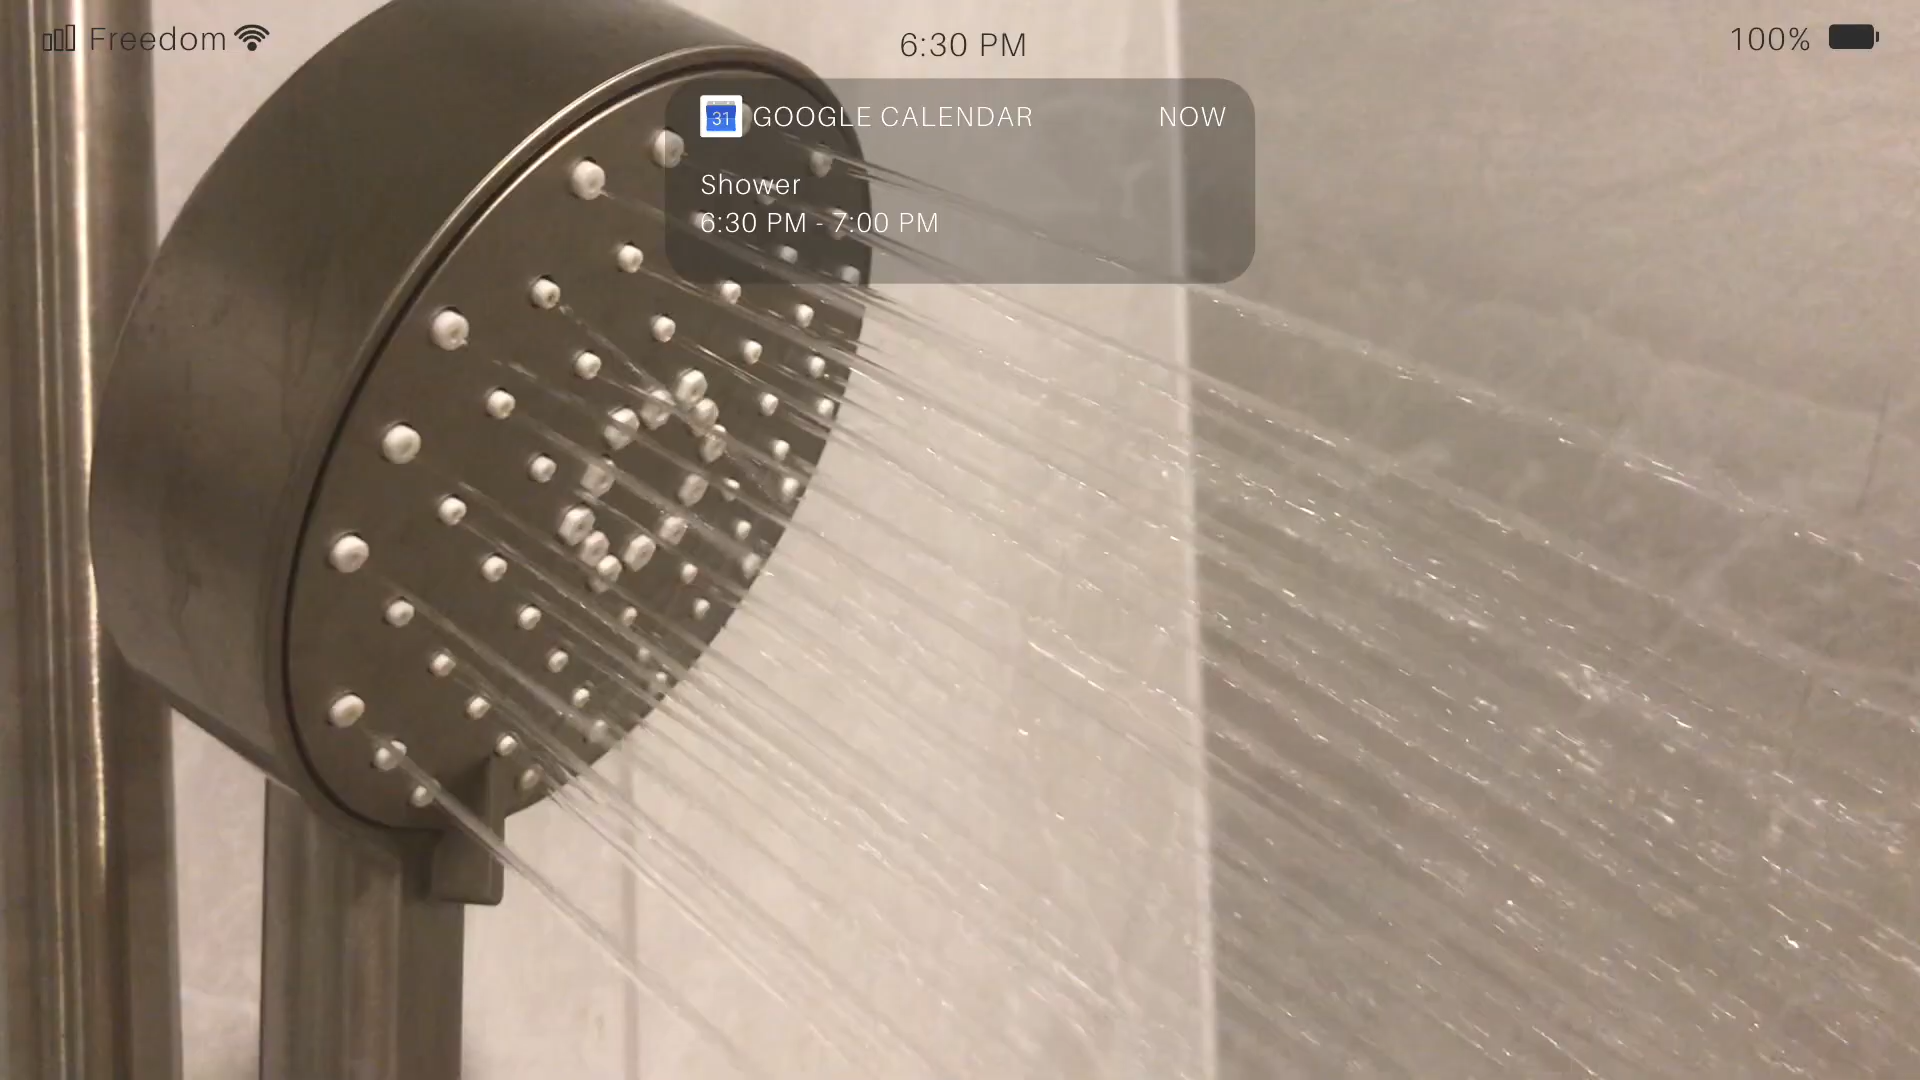 Freedom
6:30 PM
100%
31 GOOGLE CALENDAR NOW
Shower
6:30 PM - 7:00 PM